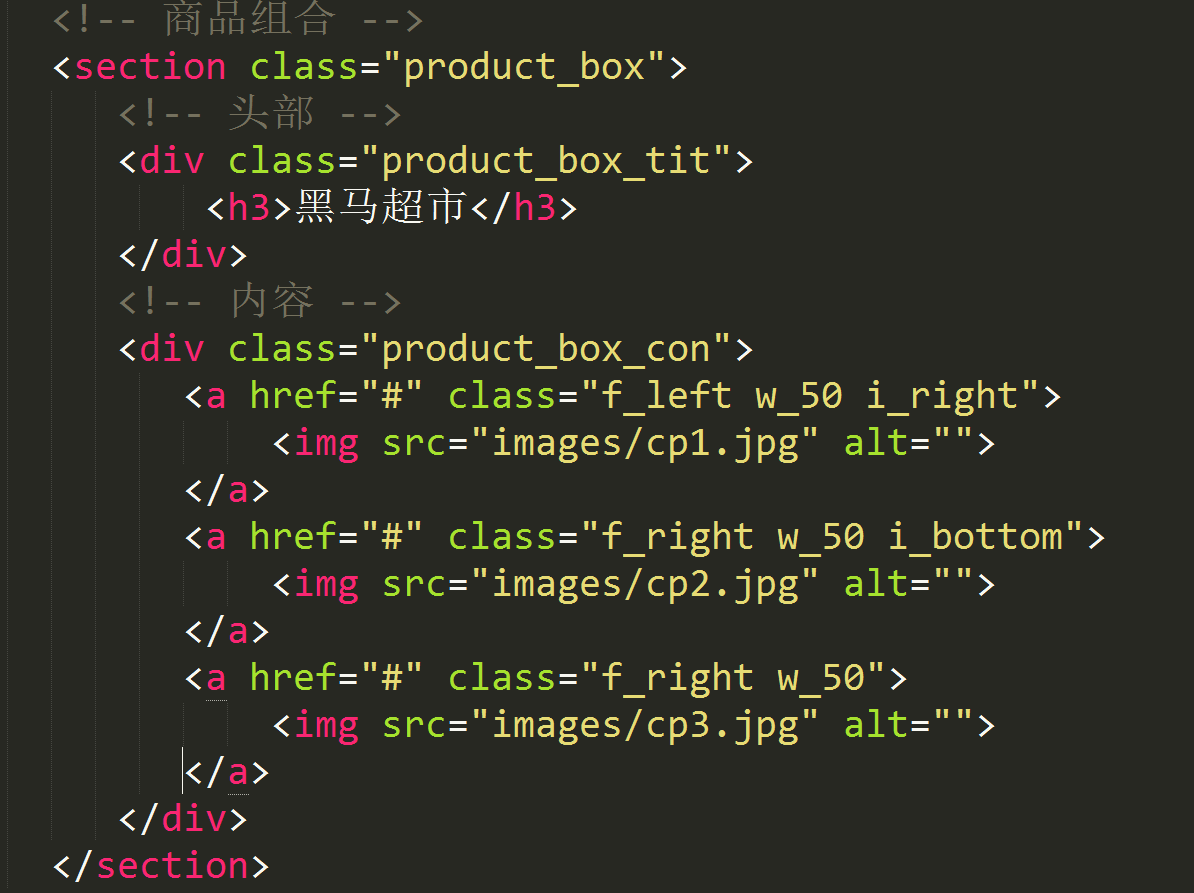 <!-- 商品组合 -->
<section class="product_box">
<!-- 头部 -->
<div class="product_box_tit">
<h3>黑马超市</h3>
</div>
<!-- 内容 -->
<div class="product_box_con">
<a href="#" class="f_left w_50 i_right">
<img src="images/cp1.jpg" alt="">
</a>
<a href="#" class="f_right w_50 i_bottom">
<img src="images/cp2.jpg" alt="">
</a>
<a href="#" class="f_right w_50">
<img src="images/cp3.jpg" alt="">
</a>
</div>
</section>